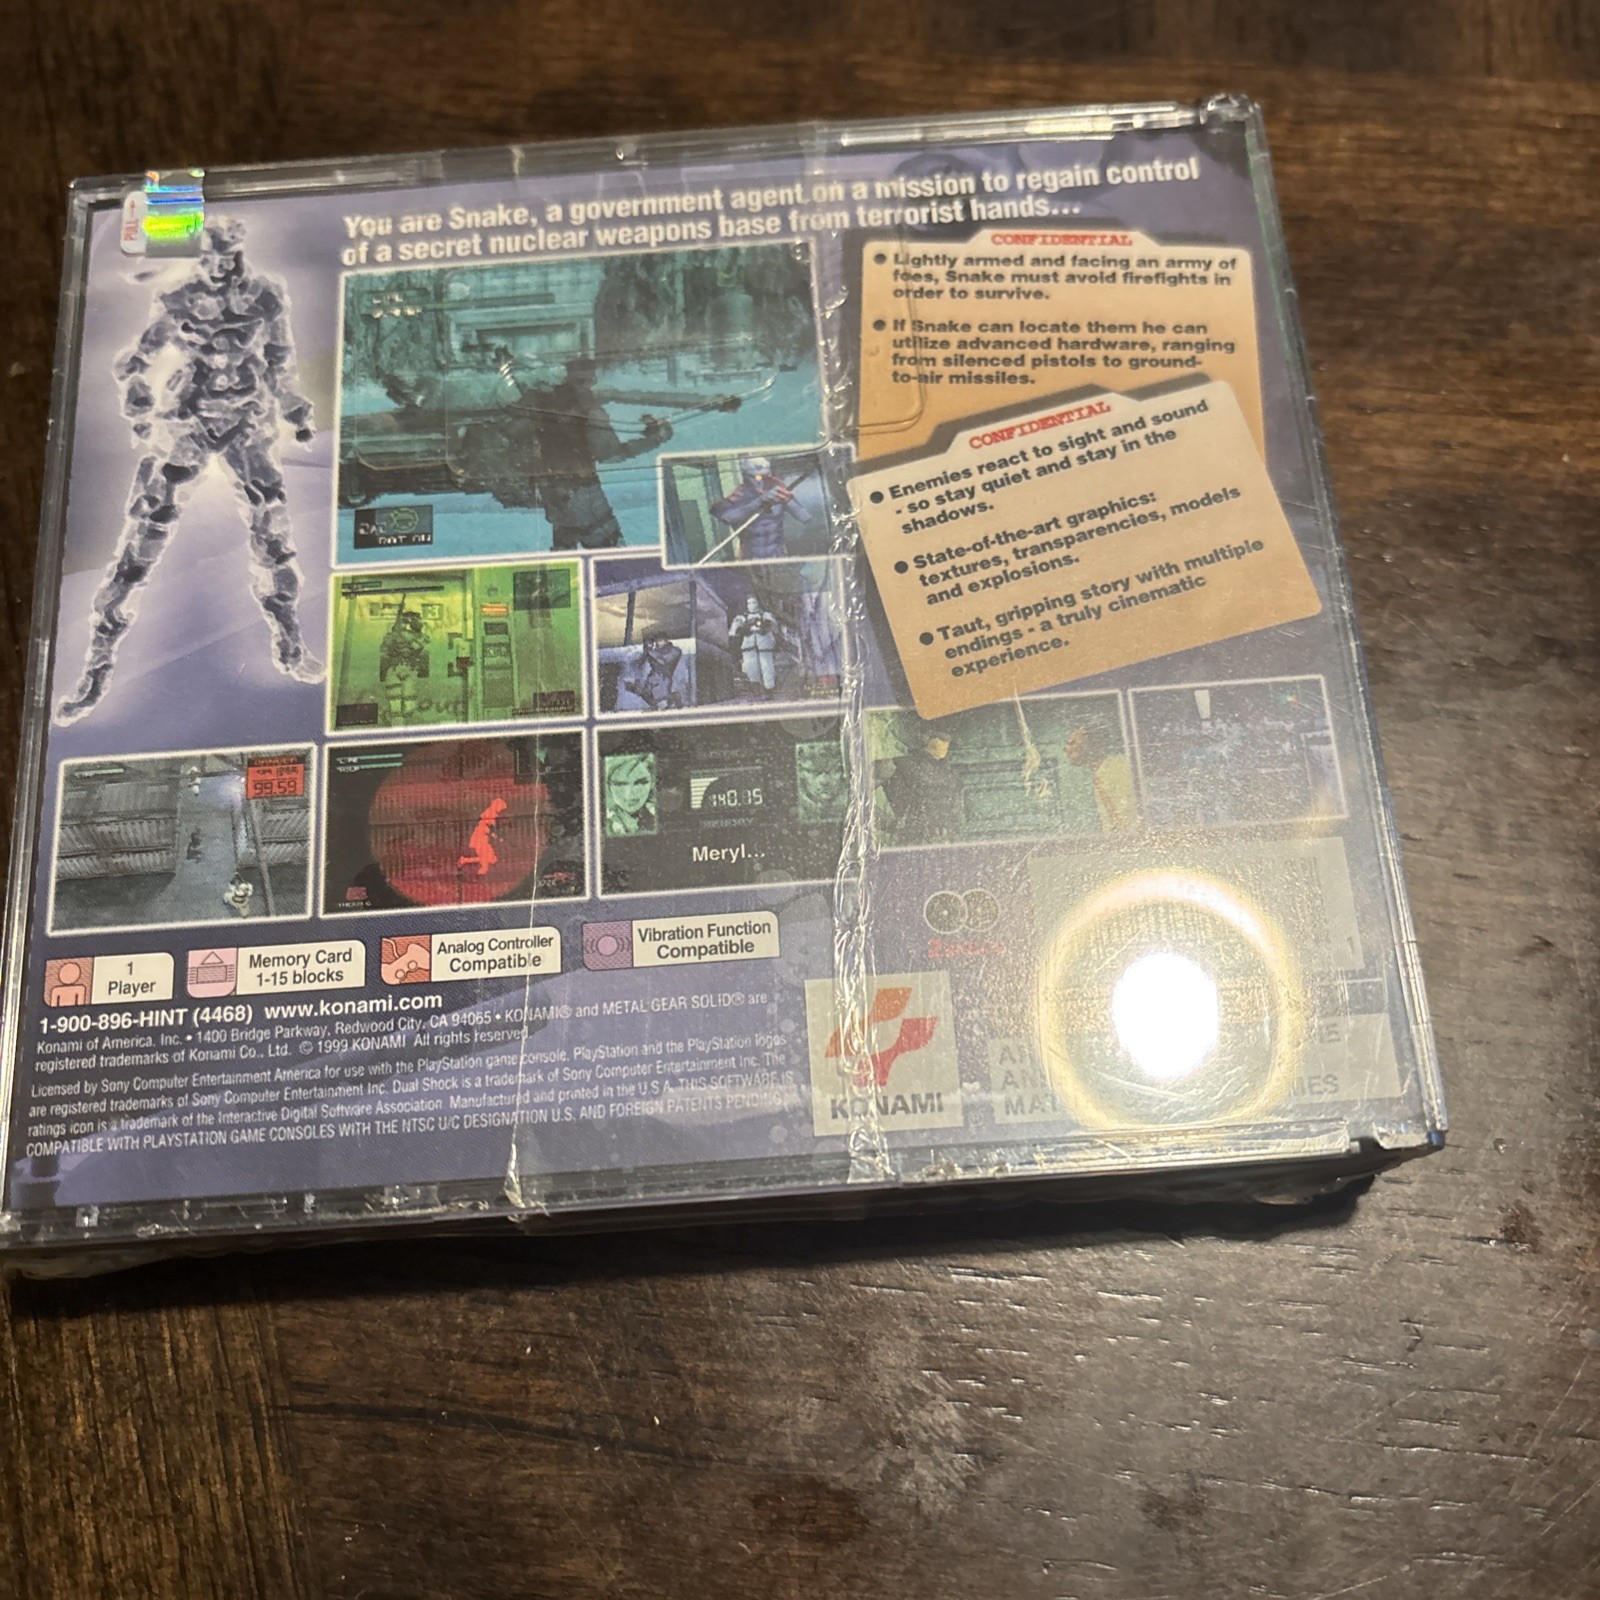 PULL
You are Snake, a government agent on a mission to regain control
of a secret nuclear weapons base from terrorist hands...
CONFIDENTIAL
● Lightly armed and facing an army of
foes, Snake must avoid firefights in
order to survive.
● If Snake can locate them he can
utilize advanced hardware, ranging
from silenced pistols to ground-
to-air missiles.
CONFIDENTIAL
● Enemies react to sight and sound
- so stay quiet and stay in the
shadows.
● State-of-the-art graphics:
textures, transparencies, models
and explosions.
● Taut, gripping story with multiple
endings - a truly cinematic
experience.
DANGER
99.59
140.15
Meryl...
1
Player
Memory Card
1-15 blocks
Analog Controller
Compatible
Vibration Function
Compatible
1-900-896-HINT (4468) www.konami.com
Konami of America, Inc. • 1400 Bridge Parkway, Redwood City, CA 94065 • KONAMI® and METAL GEAR SOLID® are
registered trademarks of Konami Co., Ltd. © 1999 KONAMI All rights reserved
Licensed by Sony Computer Entertainment America for use with the PlayStation game console. PlayStation and the PlayStation logos
are registered trademarks of Sony Computer Entertainment Inc. Dual Shock is a trademark of Sony Computer Entertainment Inc. The
ratings icon is a trademark of the Interactive Digital Software Association. Manufactured and printed in the U.S.A. THIS SOFTWARE IS
COMPATIBLE WITH PLAYSTATION GAME CONSOLES WITH THE NTSC U/C DESIGNATION U.S. AND FOREIGN PATENTS PENDING
KONAMI